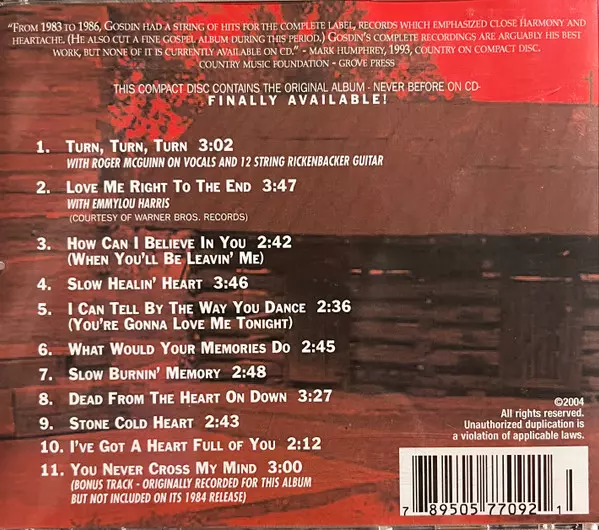 "From 1983 to 1986, Gosdin had a string of hits for the Complete label, records which emphasized close harmony and
heartache. (He also cut a fine gospel album during this period.) Gosdin's Complete recordings are arguably his best
work, but none of it is currently available on CD." - Mark Humphrey, 1993, Country on Compact Disc.
Country Music Foundation - Grove Press
THIS COMPACT DISC CONTAINS THE ORIGINAL ALBUM - NEVER BEFORE ON CD-
FINALLY AVAILABLE!
1. Turn, Turn, Turn 3:02
WITH ROGER MCGUINN ON VOCALS AND 12 STRING RICKENBACKER GUITAR
2. Love Me Right To The End 3:47
WITH EMMYLOU HARRIS
(COURTESY OF WARNER BROS. RECORDS)
3. How Can I Believe In You 2:42
(When You'll Be Leavin' Me)
4. Slow Healin' Heart 3:46
5. I Can Tell By The Way You Dance 2:36
(You're Gonna Love Me Tonight)
6. What Would Your Memories Do 2:45
7. Slow Burnin' Memory 2:48
8. Dead From The Heart On Down 3:27
9. Stone Cold Heart 2:43
10. I've Got A Heart Full of You 2:12
11. You Never Cross My Mind 3:00
(BONUS TRACK - ORIGINALLY RECORDED FOR THIS ALBUM
BUT NOT INCLUDED ON ITS 1984 RELEASE)
©2004
All rights reserved.
Unauthorized duplication is
a violation of applicable laws.
7 89505 77092 1